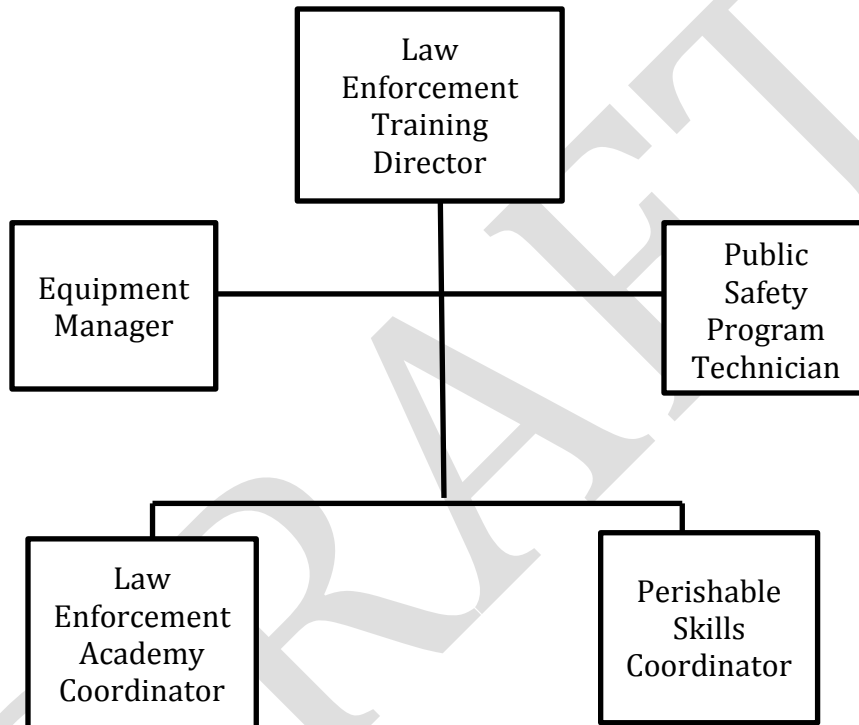 Law
Enforcement
Training
Director
Equipment
Manager
Public
Safety
Program
Technician
Law
Enforcement
Academy
Coordinator
Perishable
Skills
Coordinator
DRAFT